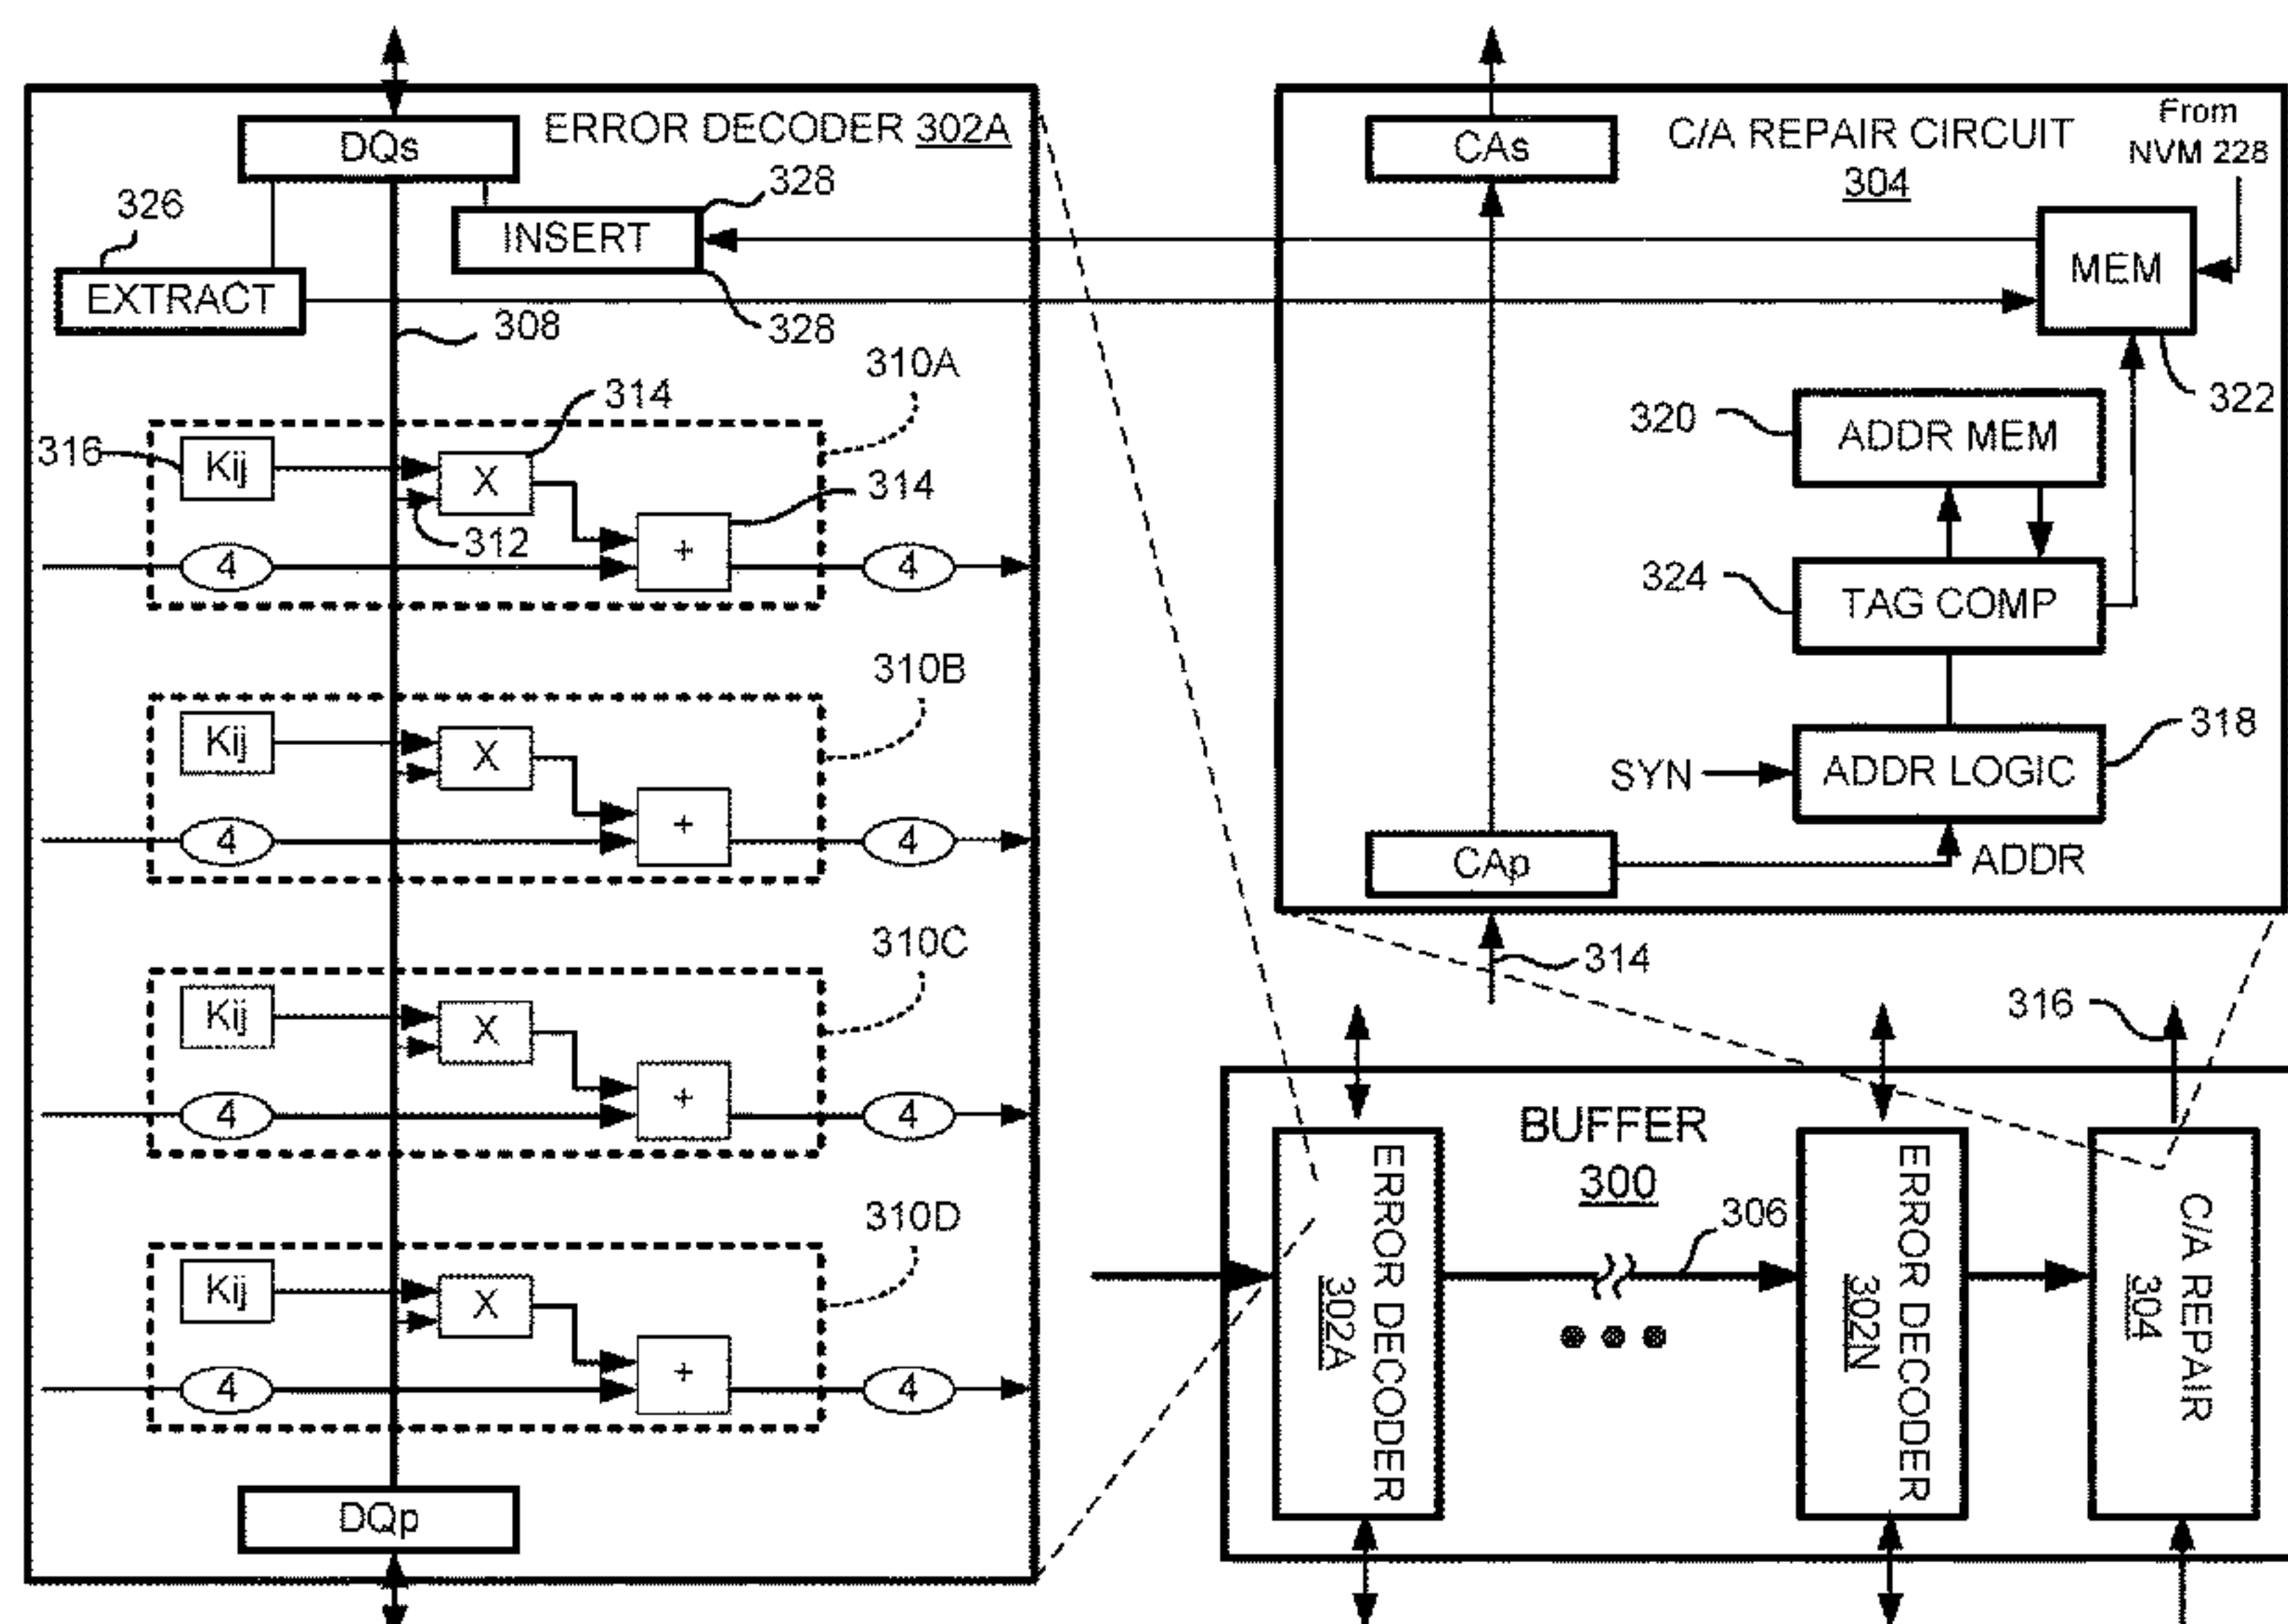 DQs
ERROR DECODER 302A
326
328
INSERT
EXTRACT
308
328
310A
314
316
Kij
X
314
312
+
4
4
310B
Kij
X
+
4
4
310C
Kij
X
+
4
4
310D
Kij
X
+
4
4
DQp
CAs
C/A REPAIR CIRCUIT
304
From
NVM 228
MEM
322
320
ADDR MEM
324
TAG COMP
318
SYN
ADDR LOGIC
CAp
ADDR
314
316
BUFFER
300
306
ERROR DECODER
302A
ERROR DECODER
302N
C/A REPAIR
304